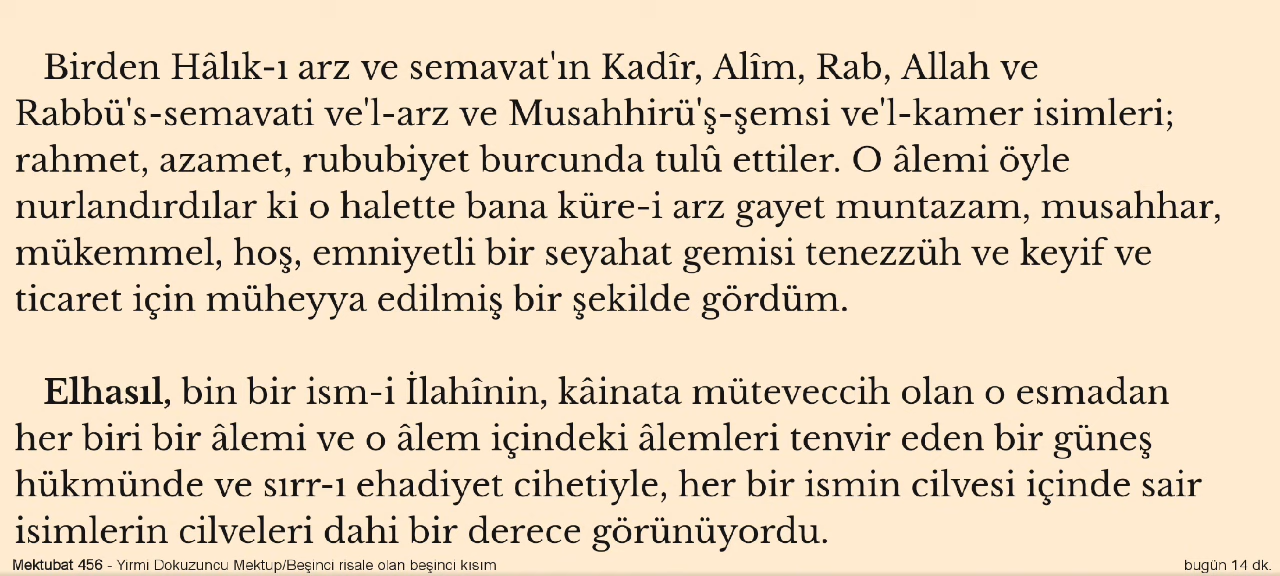 Birden Hâlık-ı arz ve semavat'ın Kadîr, Alîm, Rab, Allah ve
Rabbü's-semavati ve'l-arz ve Musahhirü'ş-şemsi ve'l-kamer isimleri;
rahmet, azamet, rububiyet burcunda tulû ettiler. O âlemi öyle
nurlandırdılar ki o halette bana küre-i arz gayet muntazam, musahhar,
mükemmel, hoş, emniyetli bir seyahat gemisi tenezzüh ve keyif ve
ticaret için müheyya edilmiş bir şekilde gördüm.
Elhasıl, bin bir ism-i İlahînin, kâinata müteveccih olan o esmadan
her biri bir âlemi ve o âlem içindeki âlemleri tenvir eden bir güneş
hükmünde ve sırr-ı ehadiyet cihetiyle, her bir ismin cilvesi içinde sair
isimlerin cilveleri dahi bir derece görünüyordu.
Mektubat 456 - Yirmi Dokuzuncu Mektup/Beşinci risale olan beşinci kısım
bugün 14 dk.